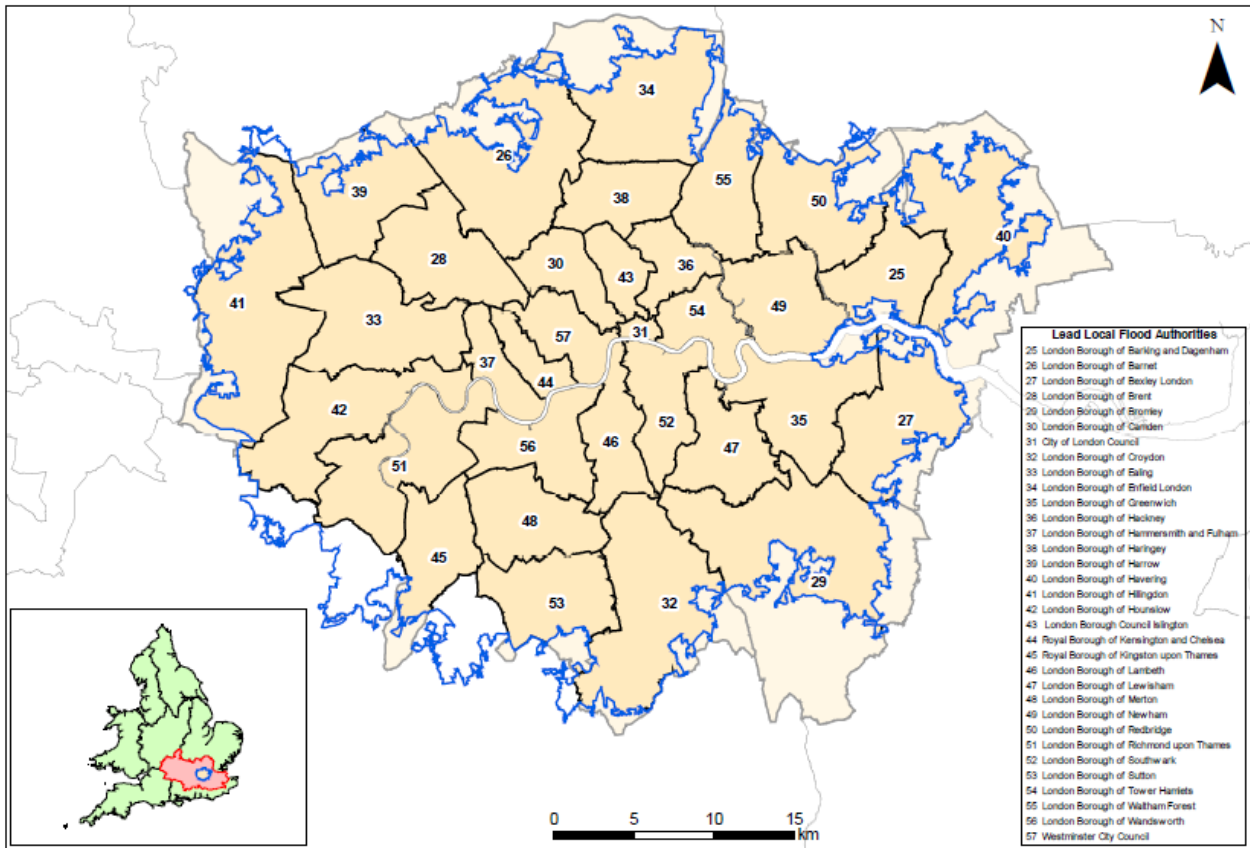 N
34
26
55
39
38
50
40
28
30
36
25
43
41
54
49
33
57
31
37
44
42
52
35
27
56
46
47
51
48
45
29
53
32
Lead Local Flood Authorities
25 London Borough of Barking and Dagenham
26 London Borough of Barnet
27 London Borough of Bexley London
28 London Borough of Brent
29 London Borough of Bromley
30 London Borough of Camden
31 City of London Council
32 London Borough of Croydon
33 London Borough of Ealing
34 London Borough of Enfield London
35 London Borough of Greenwich
36 London Borough of Hackney
37 London Borough of Hammersmith and Fulham
38 London Borough of Haringey
39 London Borough of Harrow
40 London Borough of Havering
41 London Borough of Hillingdon
42 London Borough of Hounslow
43 London Borough Council Islington
44 Royal Borough of Kensington and Chelsea
45 Royal Borough of Kingston upon Thames
46 London Borough of Lambeth
47 London Borough of Lewisham
48 London Borough of Merton
49 London Borough of Newham
50 London Borough of Redbridge
51 London Borough of Richmond upon Thames
52 London Borough of Southwark
53 London Borough of Sutton
54 London Borough of Tower Hamlets
55 London Borough of Waltham Forest
56 London Borough of Wandsworth
57 Westminster City Council
0 5 10 15
km